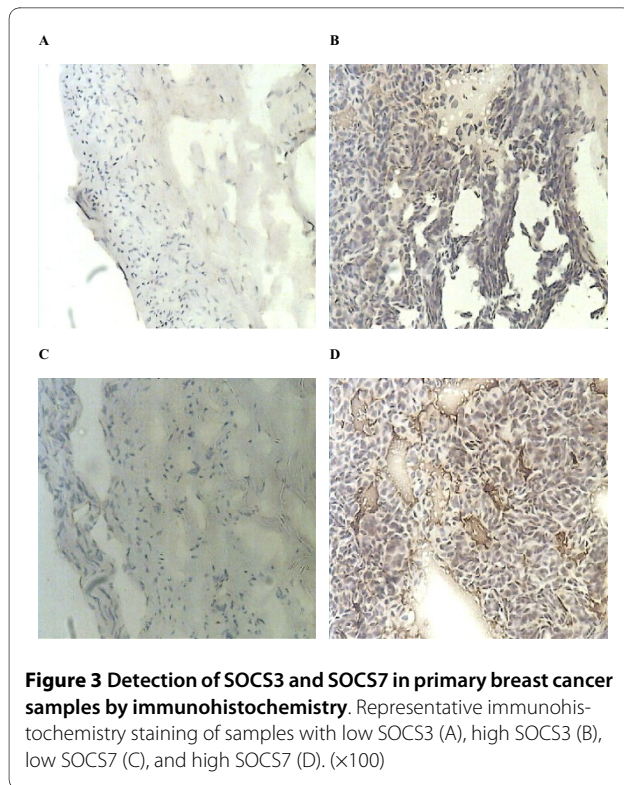 A
B
C
D
Figure 3 Detection of SOCS3 and SOCS7 in primary breast cancer
samples by immunohistochemistry. Representative immunohis-
tochemistry staining of samples with low SOCS3 (A), high SOCS3 (B),
low SOCS7 (C), and high SOCS7 (D). (×100)